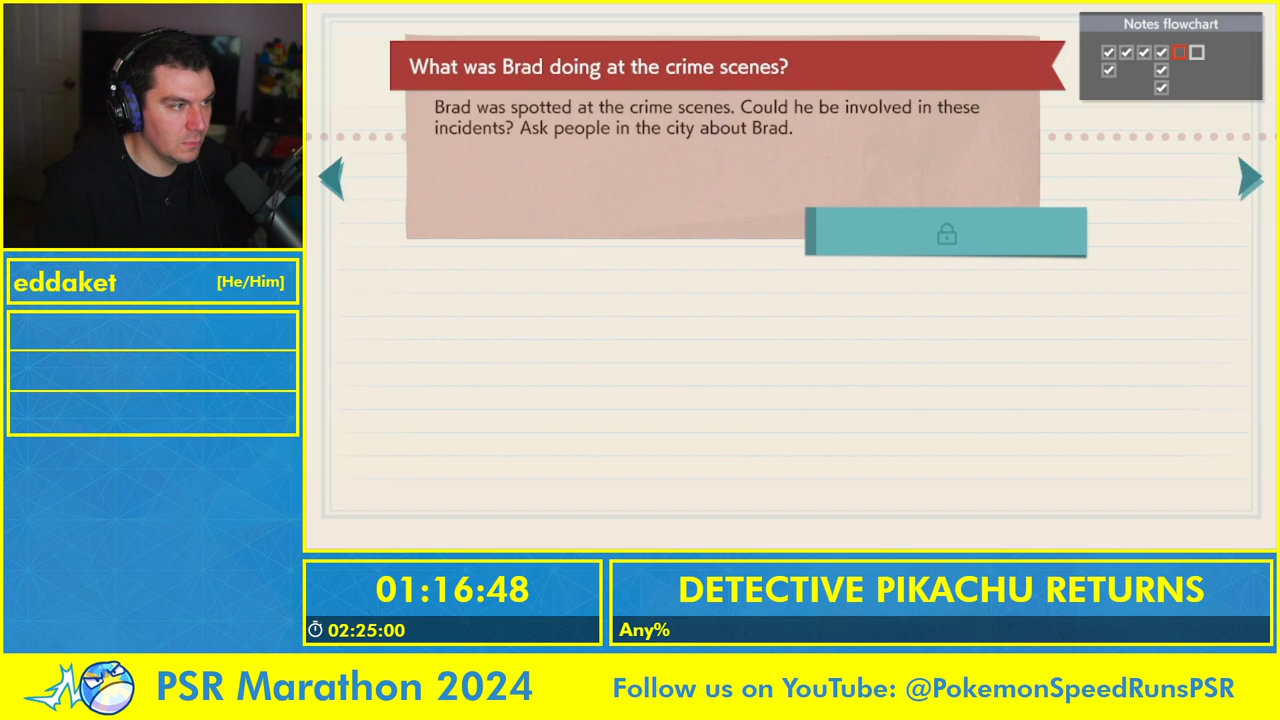 Notes flowchart
What was Brad doing at the crime scenes?
Brad was spotted at the crime scenes. Could he be involved in these
incidents? Ask people in the city about Brad.
eddaket [He/Him]
01:16:48
02:25:00
DETECTIVE PIKACHU RETURNS
Any%
PSR Marathon 2024
Follow us on YouTube: @PokemonSpeedRunsPSR